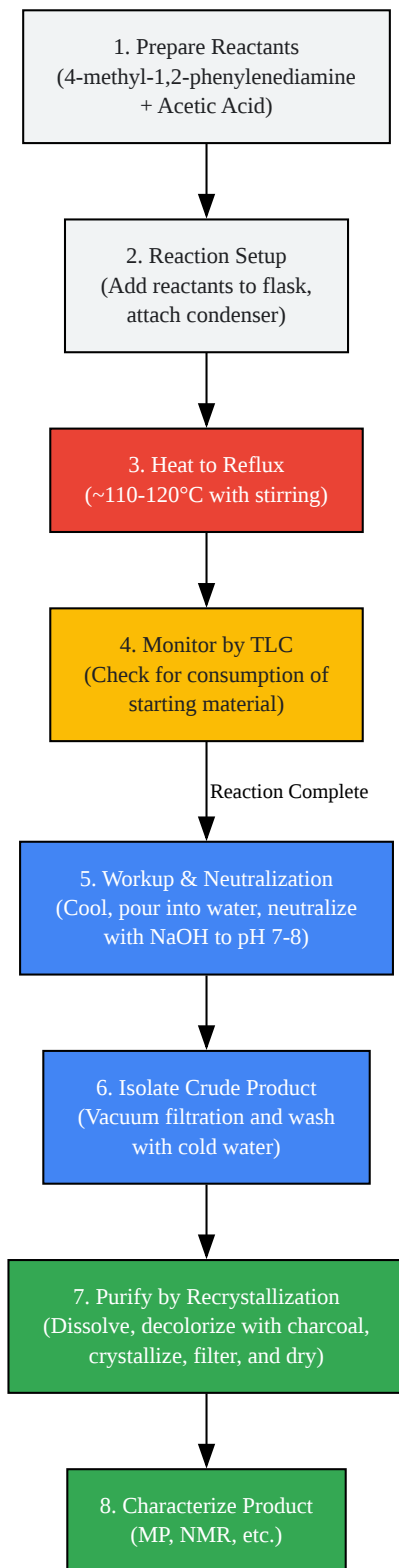 1. Prepare Reactants
(4-methyl-1,2-phenylenediamine
+ Acetic Acid)
2. Reaction Setup
(Add reactants to flask,
attach condenser)
3. Heat to Reflux
(~110-120°C with stirring)
4. Monitor by TLC
(Check for consumption of
starting material)
Reaction Complete
5. Workup & Neutralization
(Cool, pour into water, neutralize
with NaOH to pH 7-8)
6. Isolate Crude Product
(Vacuum filtration and wash
with cold water)
7. Purify by Recrystallization
(Dissolve, decolorize with charcoal,
crystallize, filter, and dry)
8. Characterize Product
(MP, NMR, etc.)